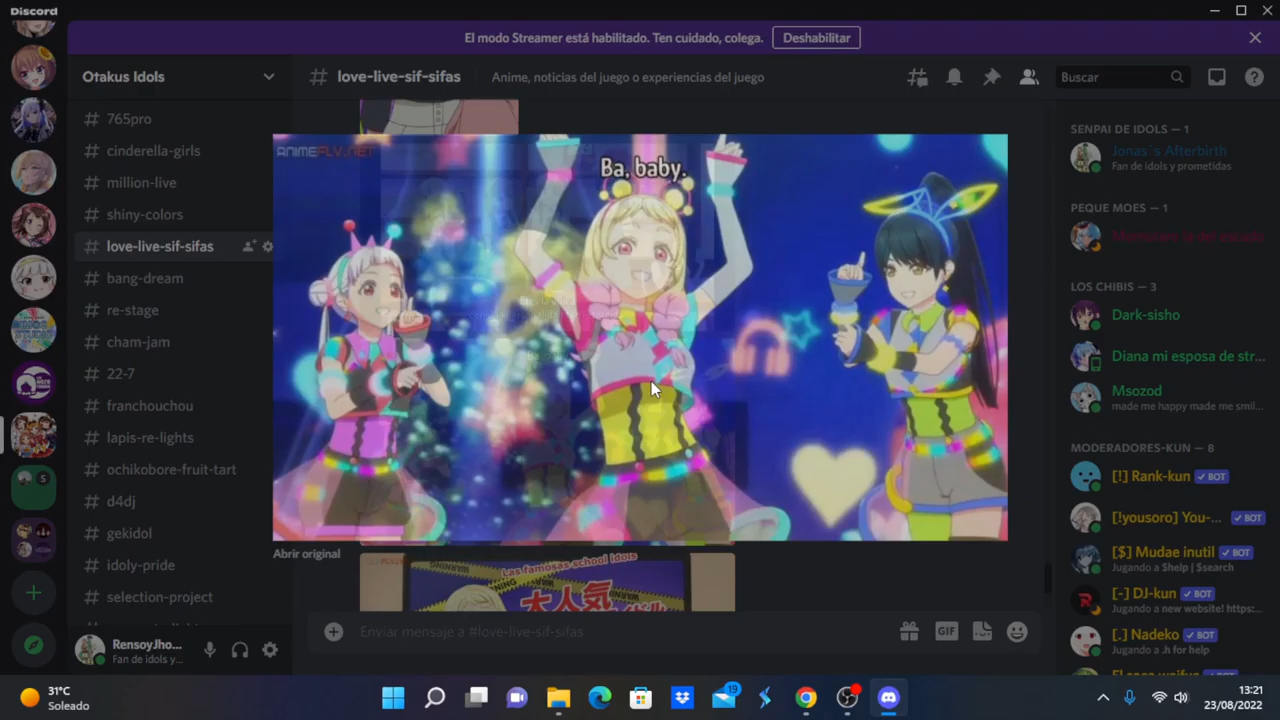 Discord
El modo Streamer está habilitado. Ten cuidado, colega.
Deshabilitar
Otakus Idols
love-live-sif-sifas
Anime, noticias del juego o experiencias del juego
Buscar
765pro
cinderella-girls
million-live
shiny-colors
love-live-sif-sifas
bang-dream
re-stage
cham-jam
22-7
franchouchou
lapis-re-lights
ochikobore-fruit-tart
d4dj
gekidol
idoly-pride
selection-project
RensoyJho...
Fan de idols y...
ANIMEFLV.NET
Ba, baby.
Abrir original
Las famosas school idols
大人気
Enviar mensaje a #love-live-sif-sifas
GIF
SENPAI DE IDOLS — 1
Jonas´s Afterbirth
Fan de idols y prometidas
PEQUE MOES — 1
LOS CHIBIS — 3
Dark-sisho
Diana mi esposa de str...
Msozod
made me happy made me smil...
MODERADORES-KUN — 8
[!] Rank-kun BOT
[!yousoro] You-... BOT
[$] Mudae inutil BOT
Jugando a $help | $search
[-] DJ-kun BOT
Jugando a new website! https:...
[.] Nadeko BOT
Jugando a .h for help
31°C
Soleado
19
13:21
23/08/2022